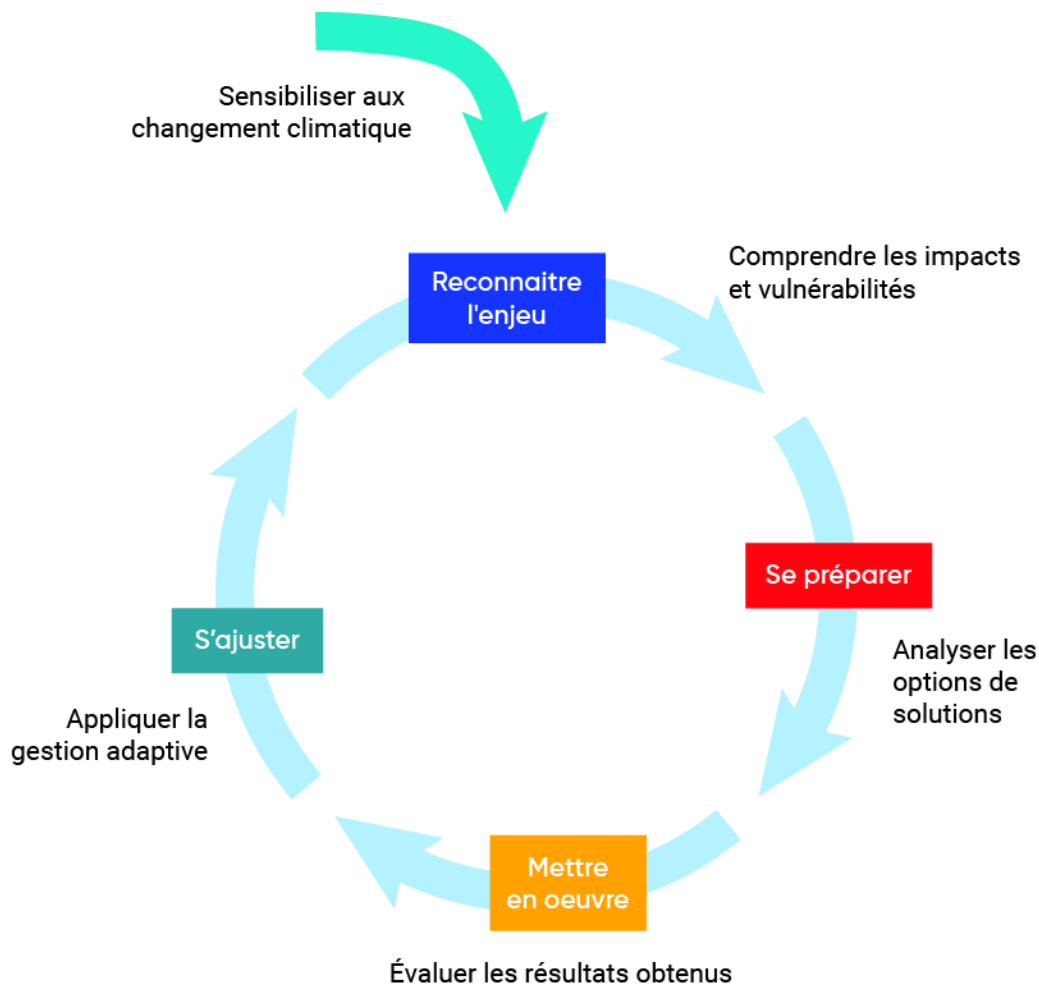 Sensibiliser aux
changement climatique
Reconnaitre
l'enjeu
Comprendre les impacts
et vulnérabilités
Se préparer
Analyser les
options de
solutions
Mettre
en oeuvre
Évaluer les résultats obtenus
S'ajuster
Appliquer la
gestion adaptive